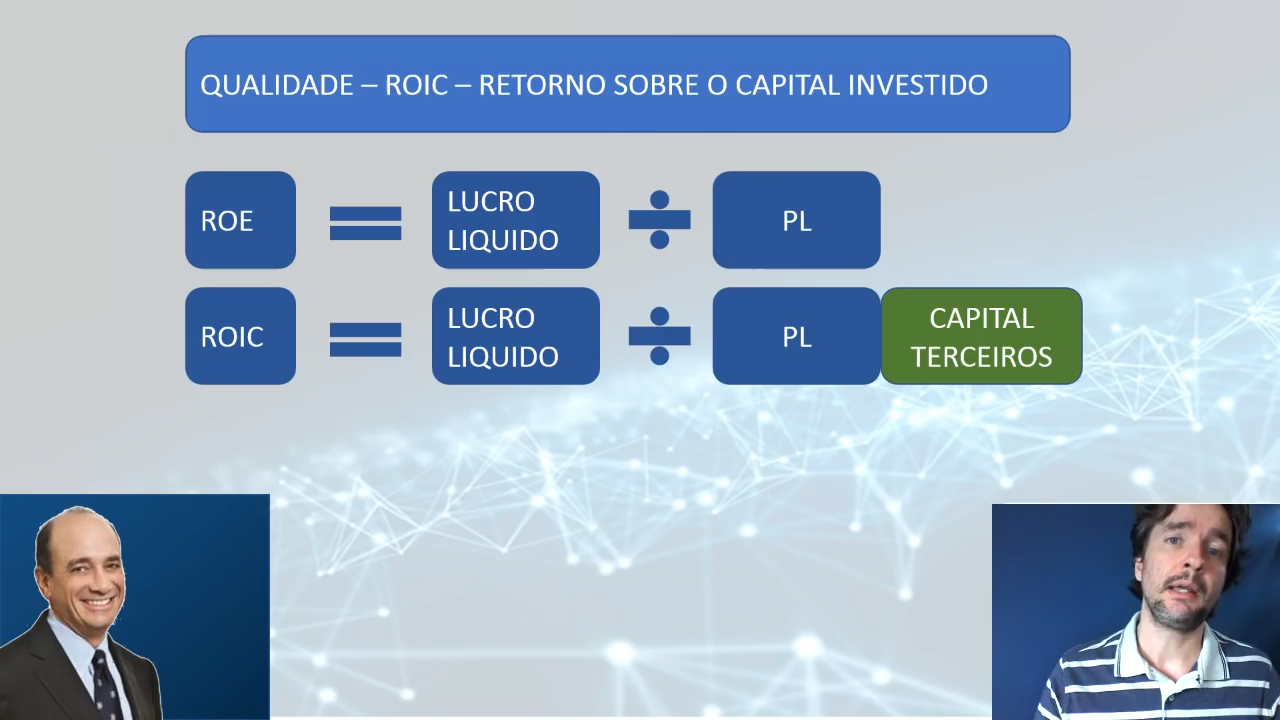 QUALIDADE – ROIC – RETORNO SOBRE O CAPITAL INVESTIDO
ROE
LUCRO
LIQUIDO
PL
ROIC
LUCRO
LIQUIDO
PL
CAPITAL
TERCEIROS